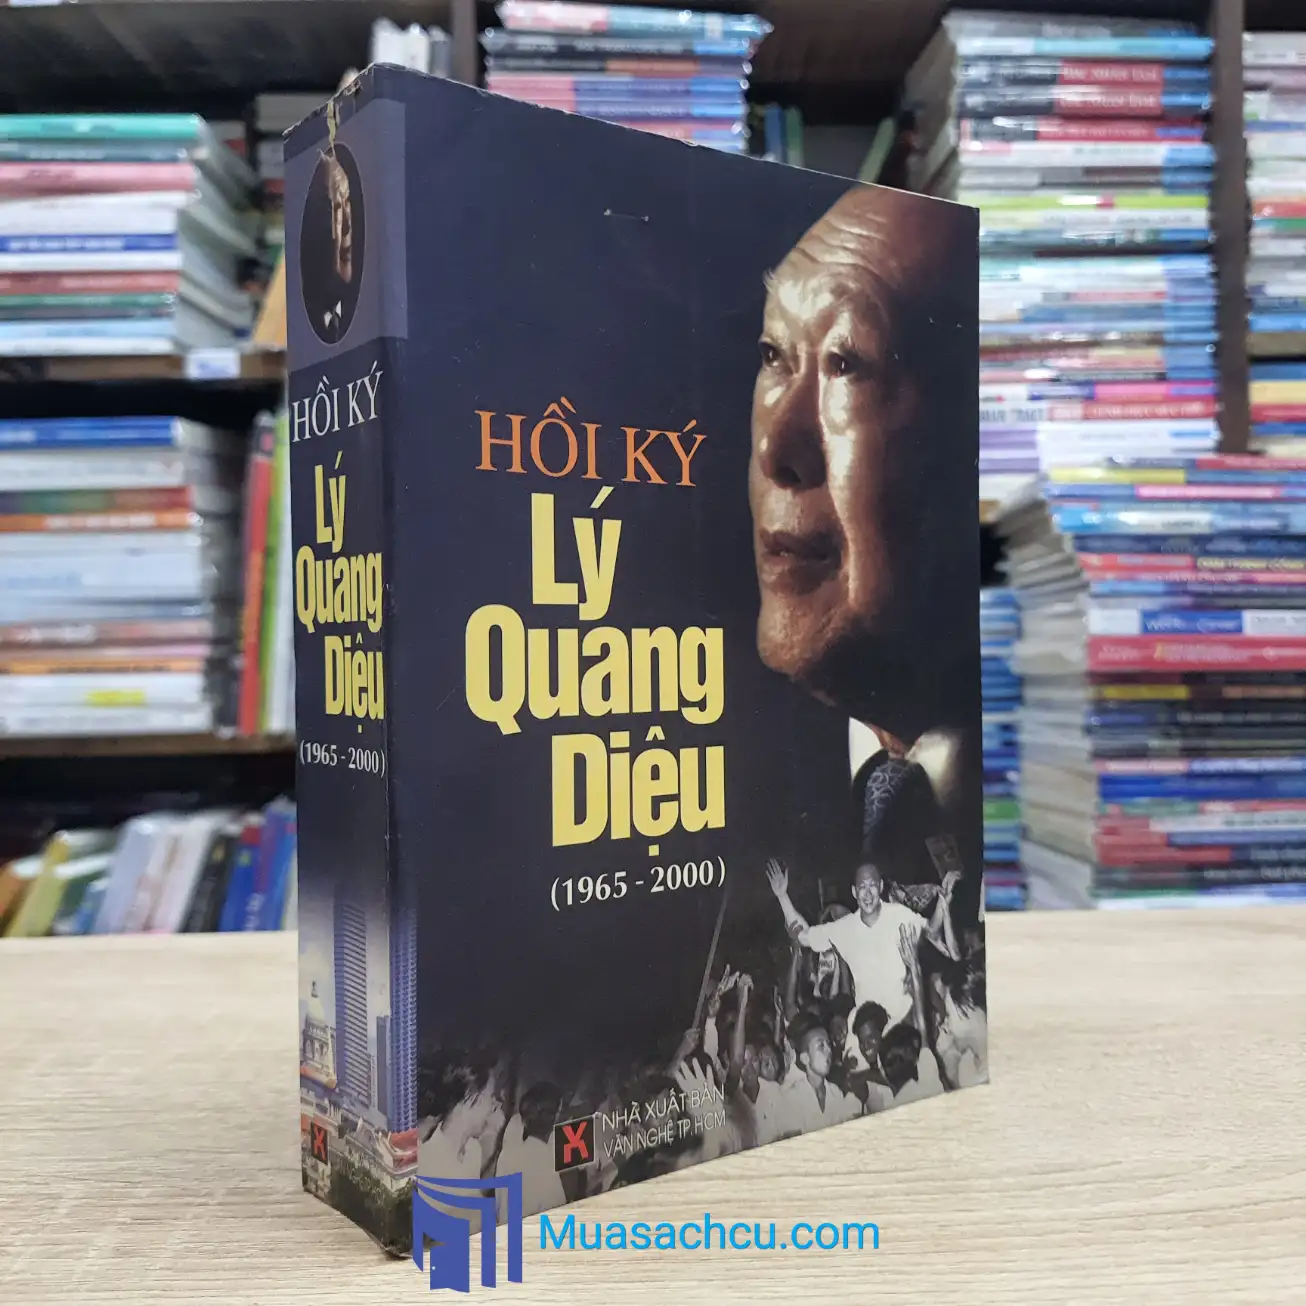 HỒI KÝ
Lý
Quang
Diệu
(1965 - 2000)
HỒI KÝ
Lý
Quang
Diệu
(1965 - 2000)
NHÀ XUẤT BẢN
VĂN NGHỆ TP.HCM
Muasachcu.com